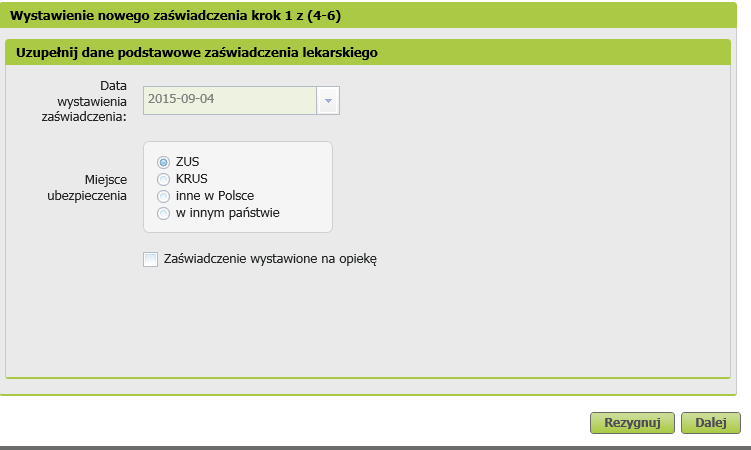 Wystawienie nowego zaświadczenia krok 1 z (4-6)
Uzupełnij dane podstawowe zaświadczenia lekarskiego
Data
wystawienia
zaświadczenia:
2015-09-04
Miejsce
ubezpieczenia
ZUS
KRUS
inne w Polsce
w innym państwie
Zaświadczenie wystawione na opiekę
Rezygnuj
Dalej